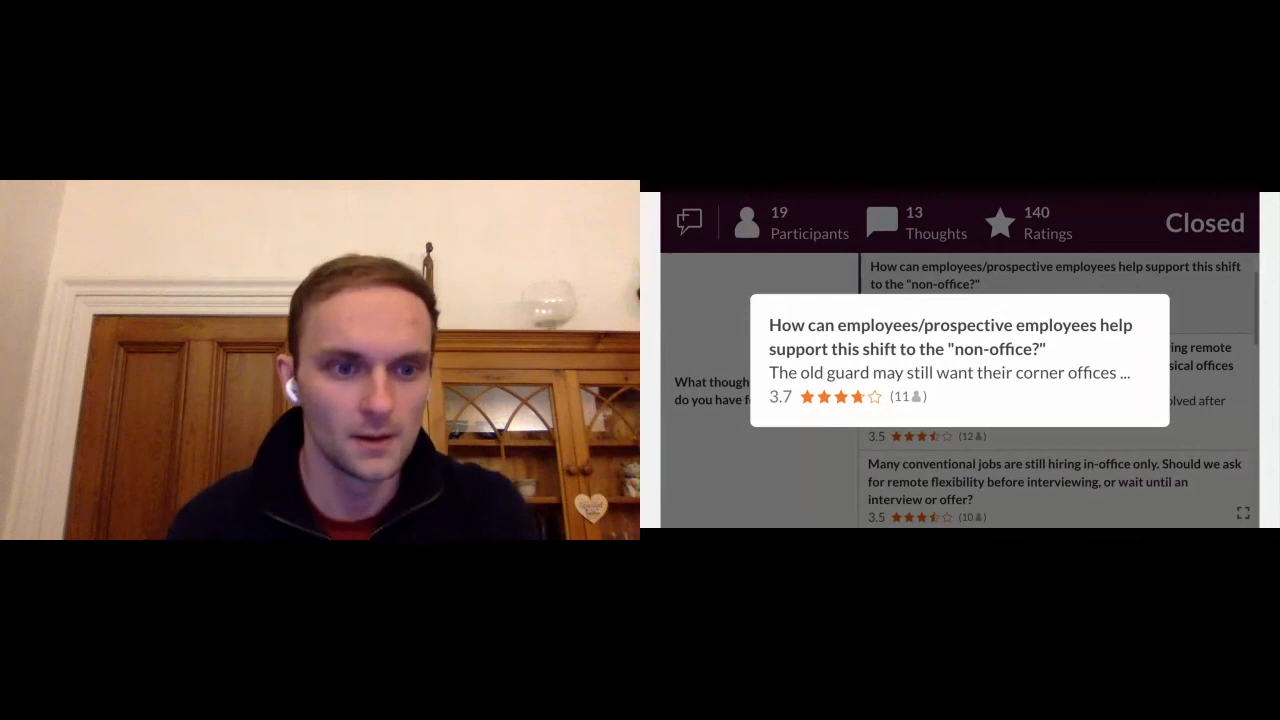 19
Participants
13
Thoughts
140
Ratings
Closed
How can employees/prospective employees help support this shift
to the "non-office?"
How can employees/prospective employees help
support this shift to the "non-office?"
The old guard may still want their corner offices ...
3.7 (11)
What though
do you have f
ing remote
sical offices
olved after
3.5 (12)
Many conventional jobs are still hiring in-office only. Should we ask
for remote flexibility before interviewing, or wait until an
interview or offer?
3.5 (10)